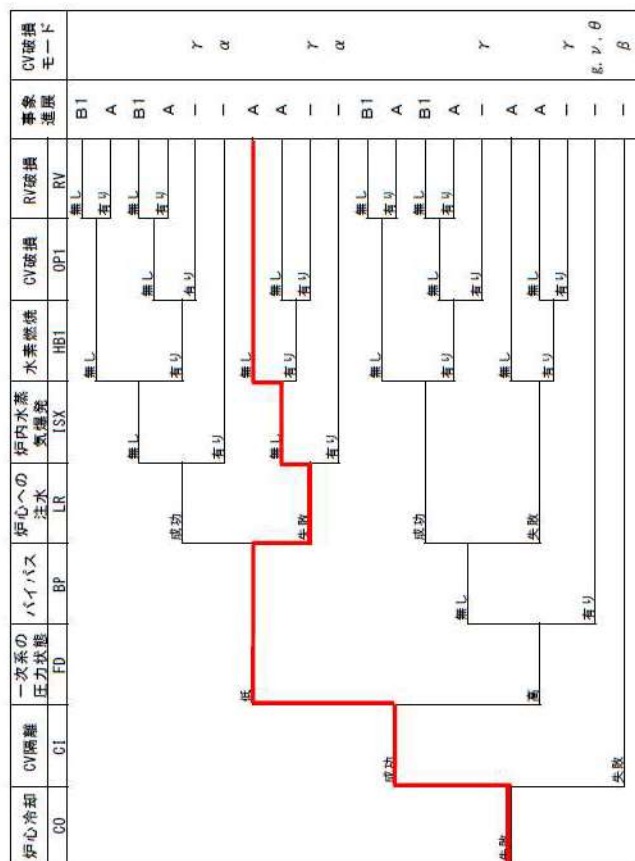 炉心冷却 CV隔離 一次系の圧力状態 バイパス 炉心への注水 炉内水蒸気爆発 水素燃焼 CV破損 RV破損 事象進展 CV破損モード
CO CI FD BP LR ISX HB1 OP1 RV
無し B1
無し
有り A
無し 無し B1
無し
有り A
成功 有り
有り － γ
有り － α
低 無し A
無し 無し A
有り
失敗 有り － γ
有り － α
無し B1
無し
成功 有り A
成功 無し B1
無し
有り 有り A
無し
有り － γ
失敗 無し A
高 失敗 無し A
有り
有り － γ
有り － g, ν, θ
失敗 － β